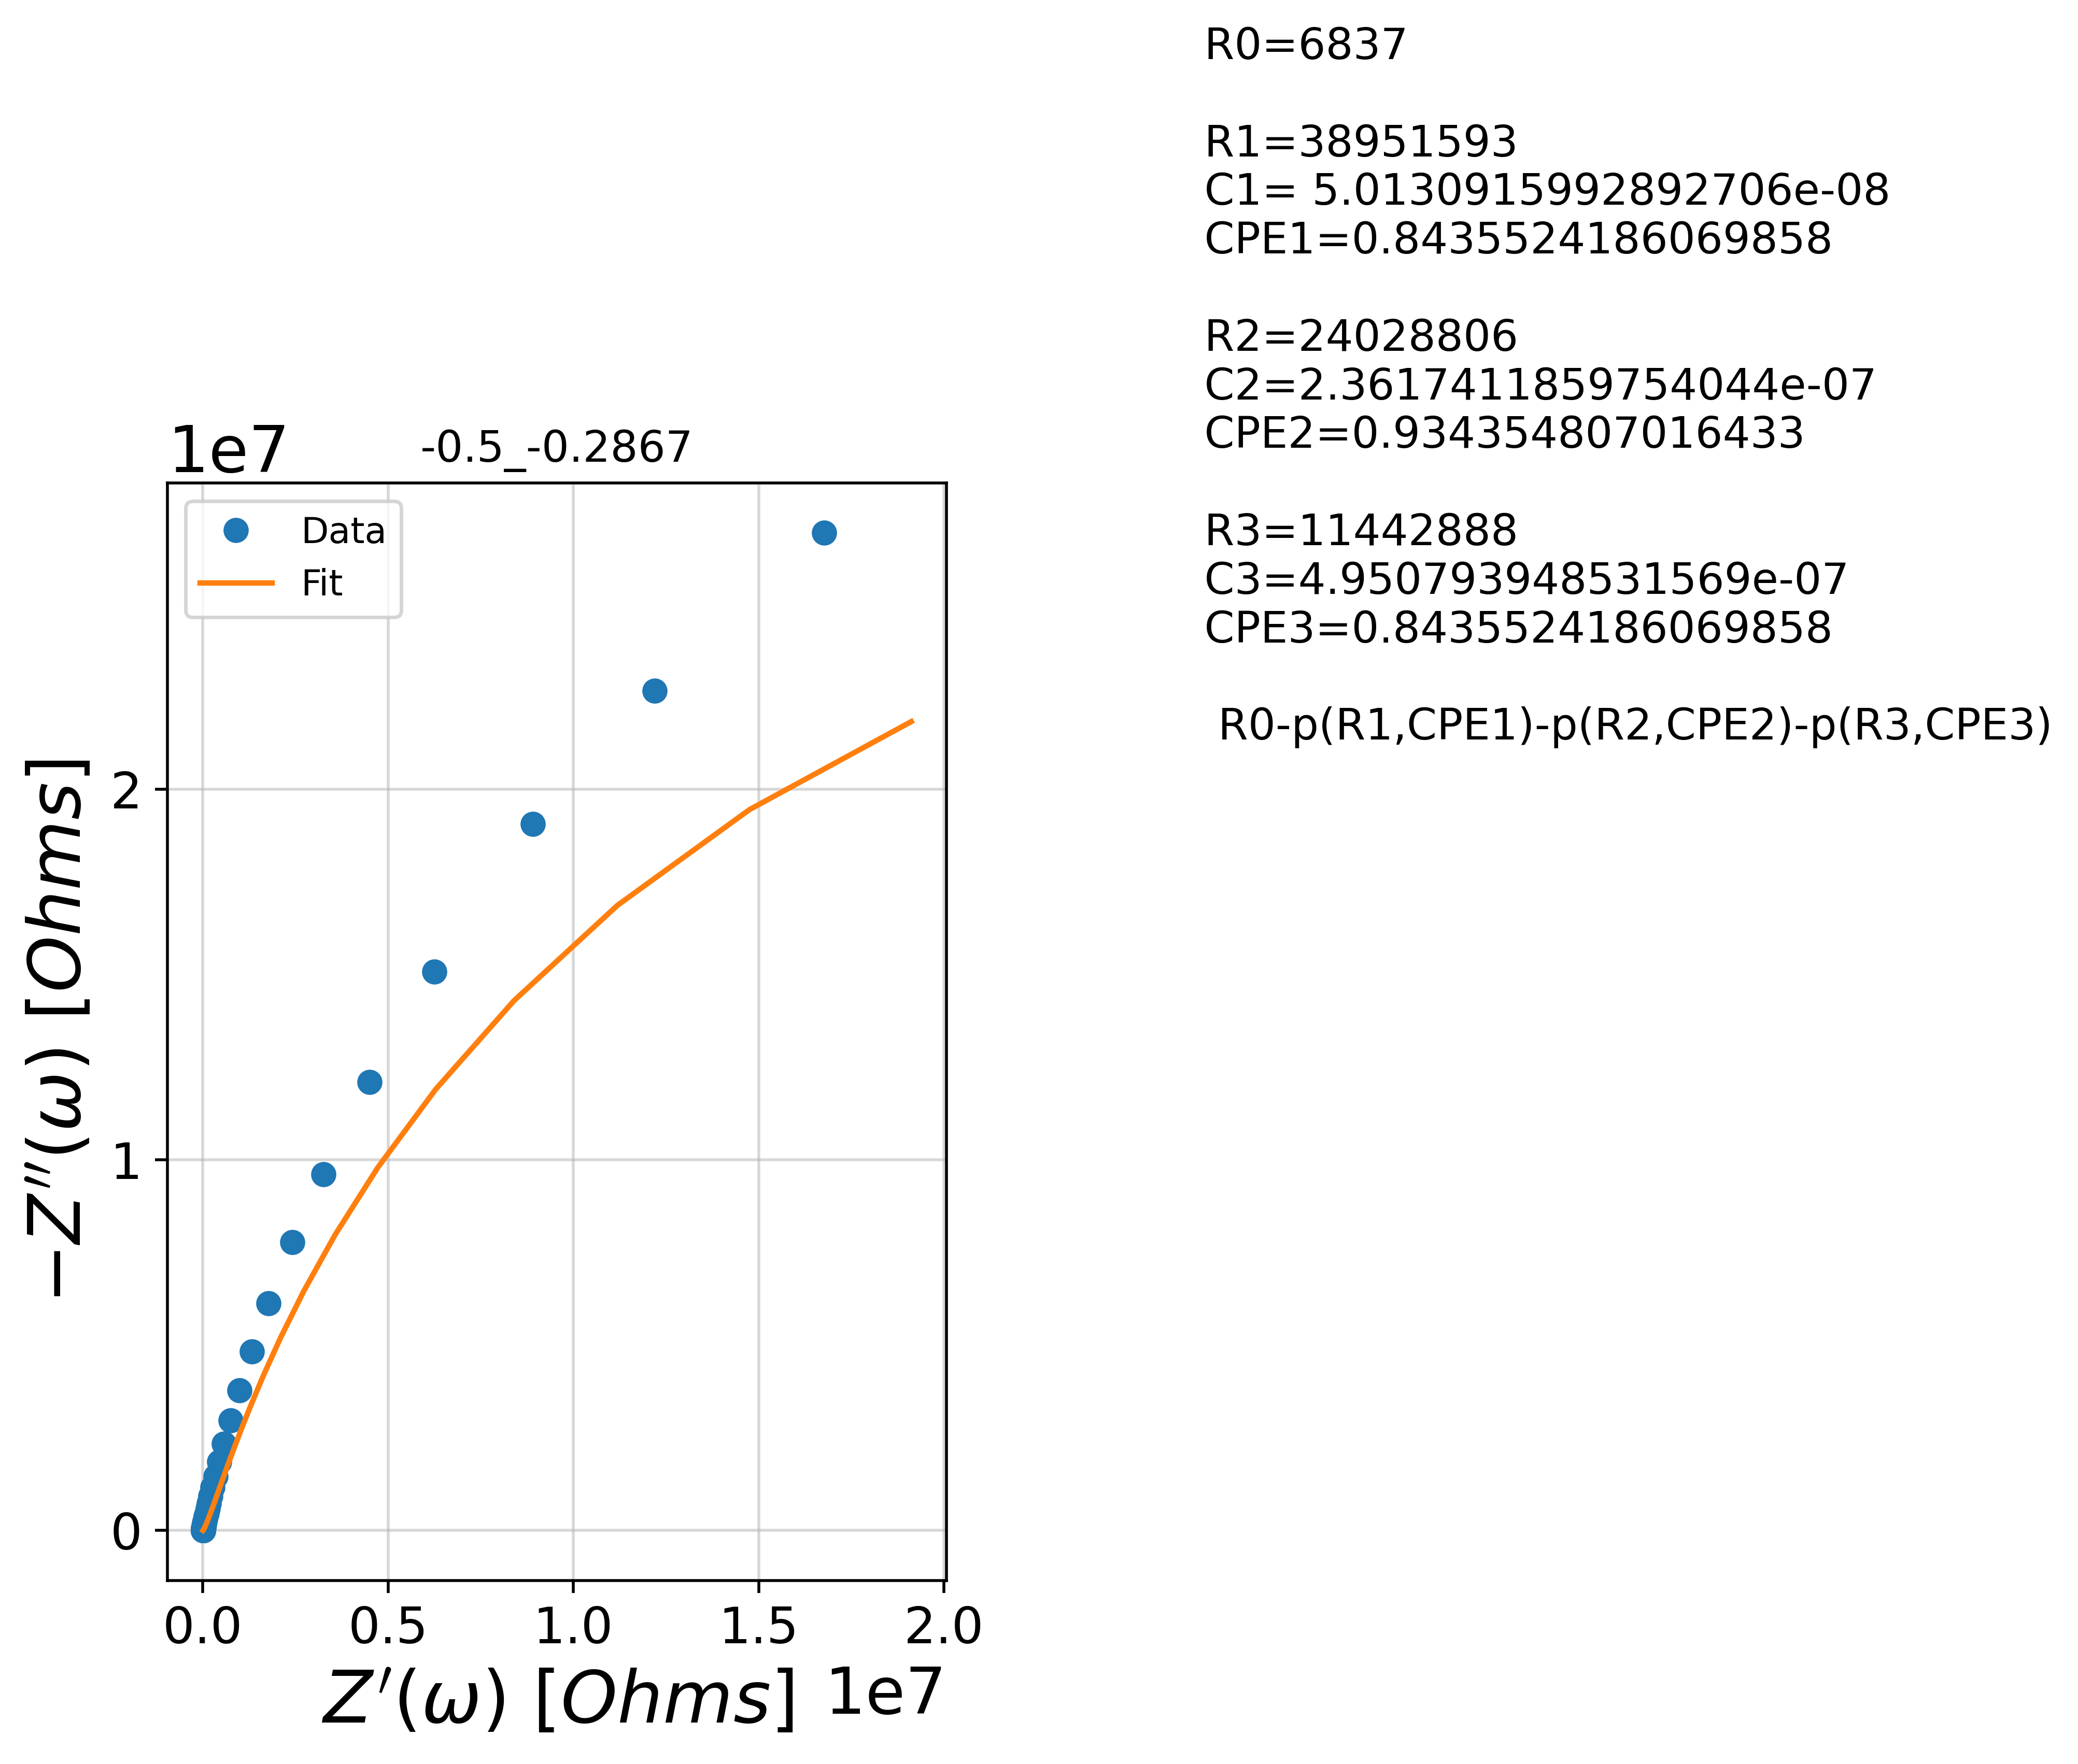 R0=6837
R1=38951593
C1= 5.0130915992892706e-08
CPE1=0.8435524186069858
R2=24028806
C2=2.3617411859754044e-07
CPE2=0.934354807016433
R3=11442888
C3=4.950793948531569e-07
CPE3=0.8435524186069858
R0-p(R1,CPE1)-p(R2,CPE2)-p(R3,CPE3)
1e7
-0.5_-0.2867
Data
Fit
2
1
0
−Z′′(ω) [Ohms]
0.0 0.5 1.0 1.5 2.0
Z′(ω) [Ohms]
1e7